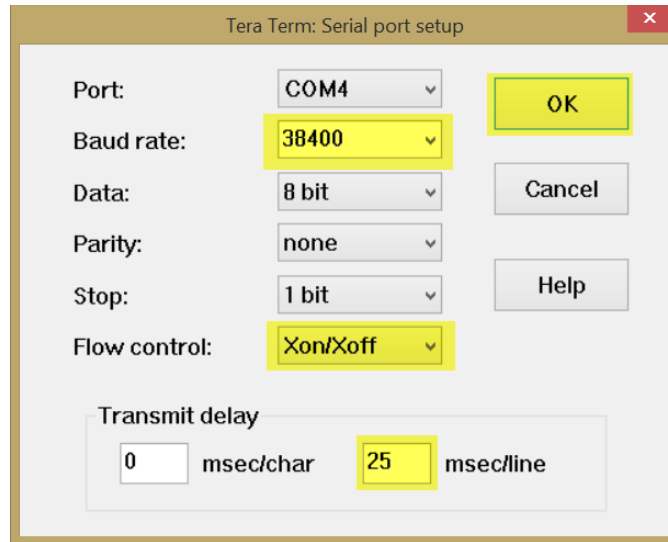 Tera Term: Serial port setup
x
Port: COM4
OK
Baud rate: 38400
Data: 8 bit
Cancel
Parity: none
Stop: 1 bit
Help
Flow control: Xon/Xoff
Transmit delay
0 msec/char 25 msec/line